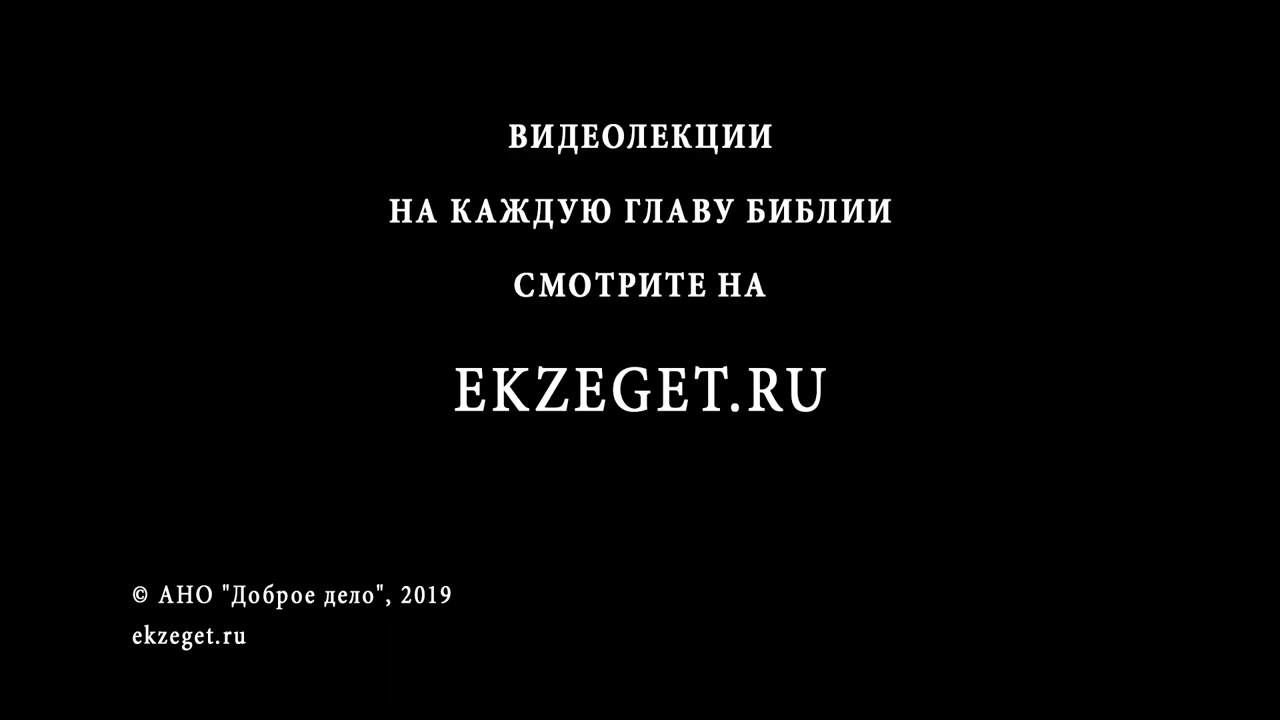 ВИДЕОЛЕКЦИИ
НА КАЖДУЮ ГЛАВУ БИБЛИИ
СМОТРИТЕ НА
EKZEGET.RU
© АНО "Доброе дело", 2019
ekzeget.ru